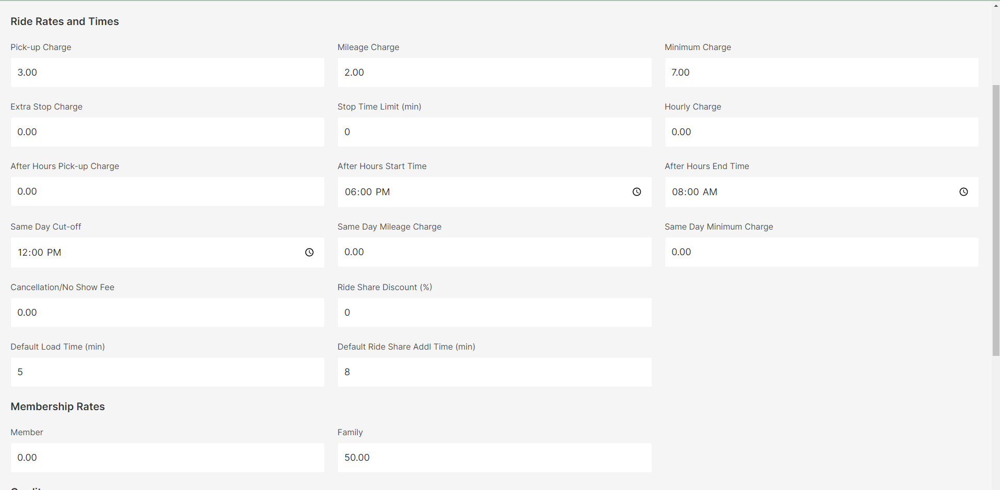 Ride Rates and Times
Pick-up Charge
Mileage Charge
Minimum Charge
3.00
2.00
7.00
Extra Stop Charge
Stop Time Limit (min)
Hourly Charge
0.00
0
0.00
After Hours Pick-up Charge
After Hours Start Time
After Hours End Time
0.00
06:00 PM
08:00 AM
Same Day Cut-off
Same Day Mileage Charge
Same Day Minimum Charge
12:00 PM
0.00
0.00
Cancellation/No Show Fee
Ride Share Discount (%)
0.00
0
Default Load Time (min)
Default Ride Share Addl Time (min)
5
8
Membership Rates
Member
Family
0.00
50.00